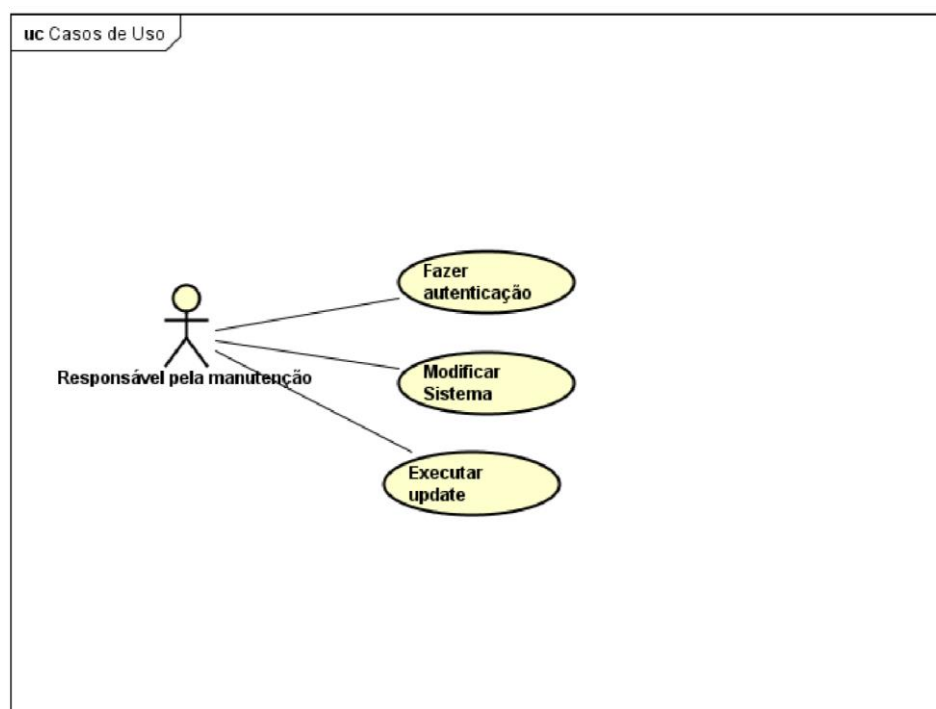 uc Casos de Uso
Fazer
autenticação
Responsável pela manutenção
Modificar
Sistema
Executar
update